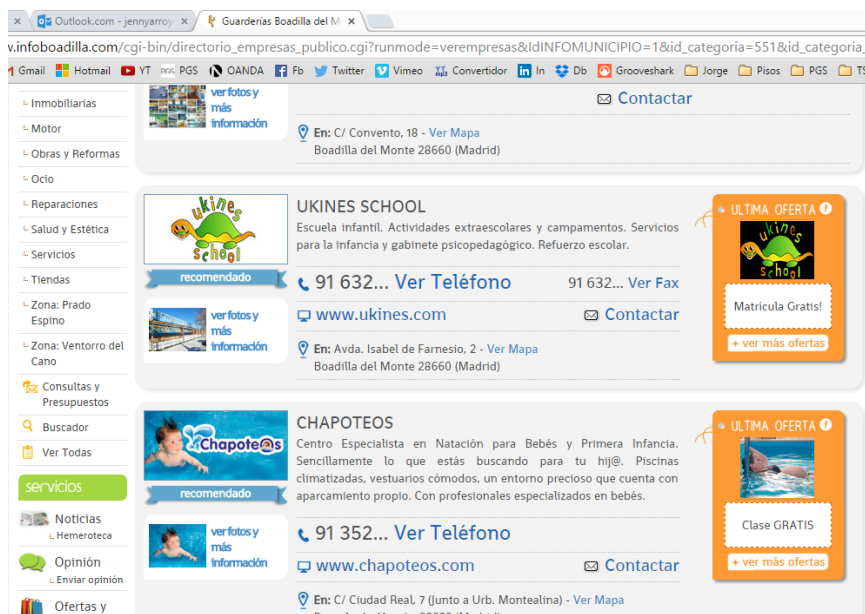 Outlook.com - jennyarroy
Guarderías Boadilla del M
v.infoboadilla.com/cgi-bin/directorio_empresas_publico.cgi?runmode=verempresas&IdINFOMUNICIPIO=1&id_categoria=551&id_categoria_
Gmail Hotmail YT PGS OANDA Fb Twitter Vimeo Convertidor In Db Grooveshark Jorge Pisos PGS
Inmobiliarias
Motor
Obras y Reformas
Ocio
Reparaciones
Salud y Estética
Servicios
Tiendas
Zona: Prado
Espino
Zona: Ventorro del
Cano
Consultas y
Presupuestos
Buscador
Ver Todas
servicios
Noticias
Hemeroteca
Opinión
Enviar opinión
Ofertas y
ver fotos y
más
información
Contactar
En: C/ Convento, 18 - Ver Mapa
Boadilla del Monte 28660 (Madrid)
ukines
school
recomendado
ver fotos y
más
información
UKINES SCHOOL
Escuela infantil. Actividades extraescolares y campamentos. Servicios
para la infancia y gabinete psicopedagógico. Refuerzo escolar.
91 632... Ver Teléfono
91 632... Ver Fax
www.ukines.com
Contactar
En: Avda. Isabel de Farnesio, 2 - Ver Mapa
Boadilla del Monte 28660 (Madrid)
ULTIMA OFERTA
ukines
school
Matricula Gratis!
+ ver más ofertas
Chapoteos
recomendado
ver fotos y
más
información
CHAPOTEOS
Centro Especialista en Natación para Bebés y Primera Infancia.
Sencíllamente lo que estás buscando para tu hij@. Piscinas
climatizadas, vestuarios cómodos, un entorno precioso que cuenta con
aparcamiento propio. Con profesionales especializados en bebés.
91 352... Ver Teléfono
www.chapoteos.com
Contactar
En: C/ Ciudad Real, 7 (Junto a Urb. Montealina) - Ver Mapa
ULTIMA OFERTA
Clase GRATIS
+ ver más ofertas